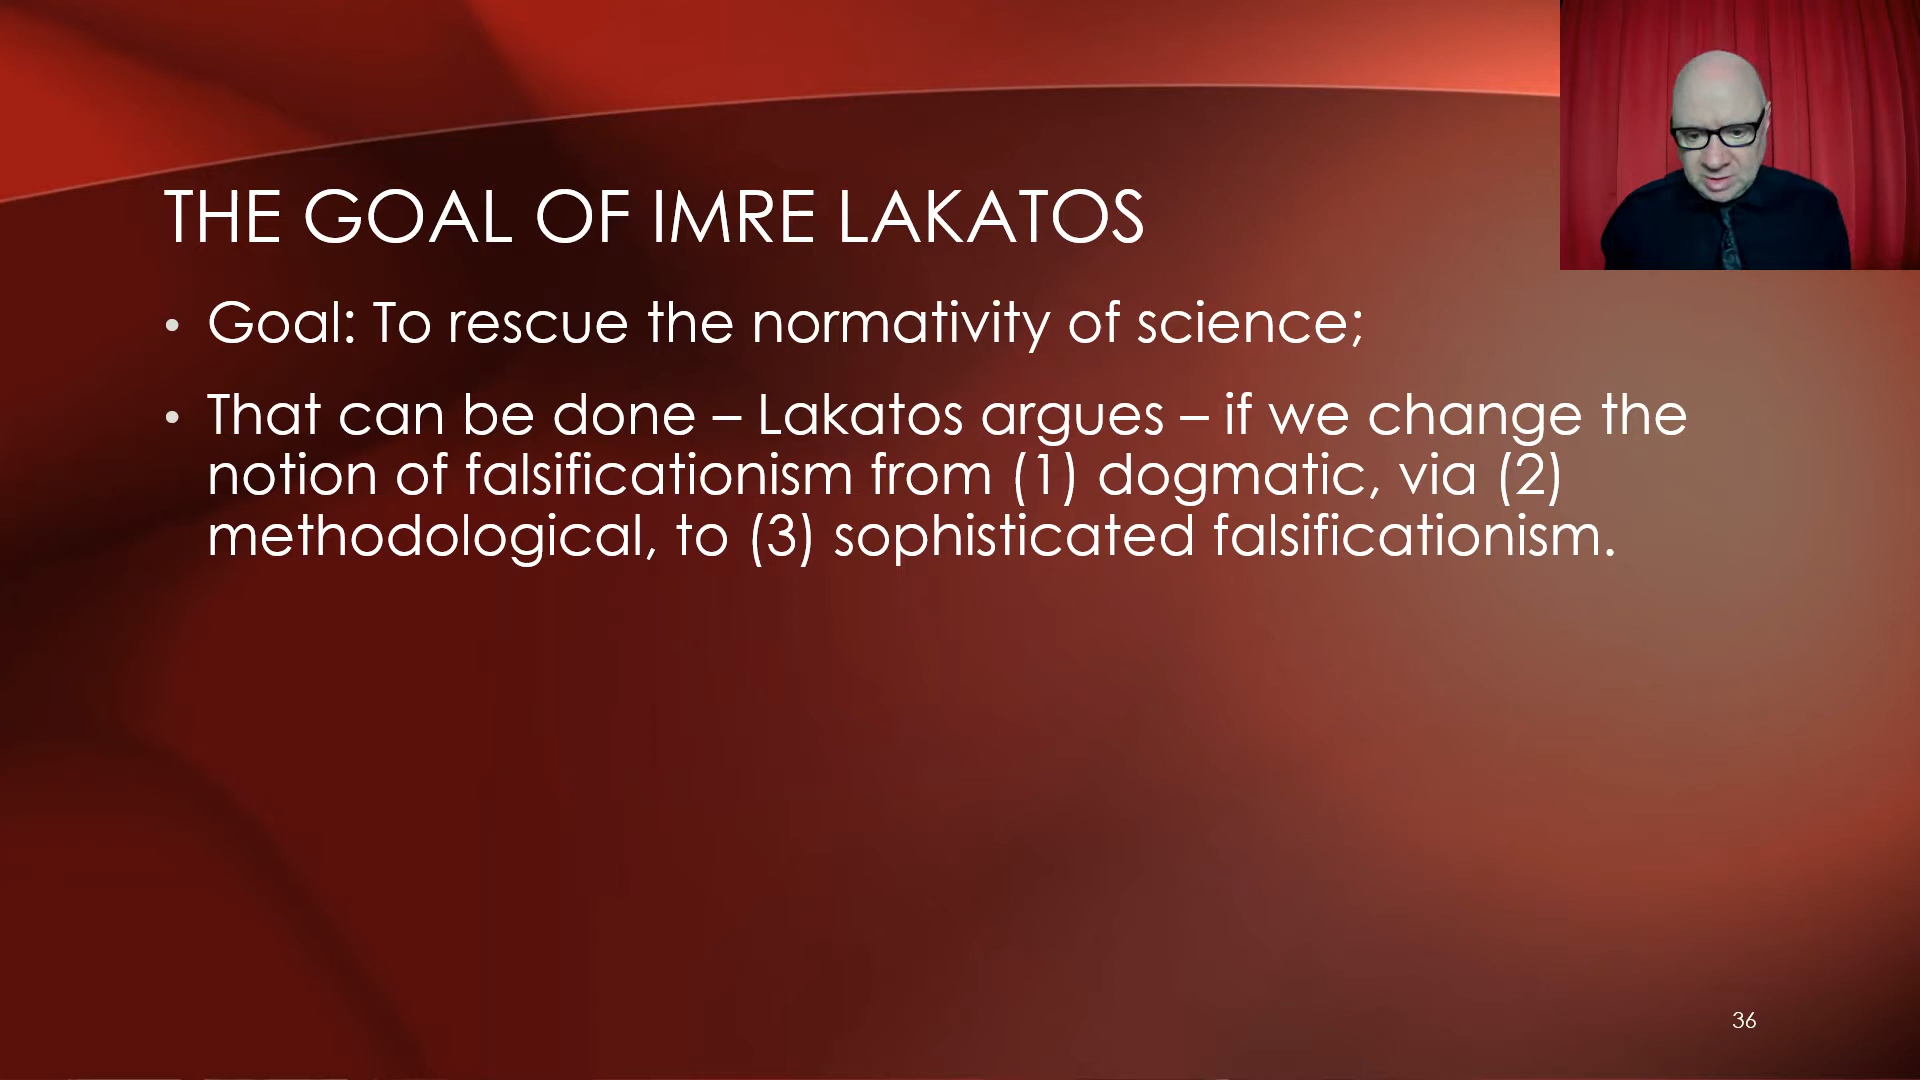 THE GOAL OF IMRE LAKATOS
• Goal: To rescue the normativity of science;
• That can be done – Lakatos argues – if we change the
notion of falsificationism from (1) dogmatic, via (2)
methodological, to (3) sophisticated falsificationism.
36